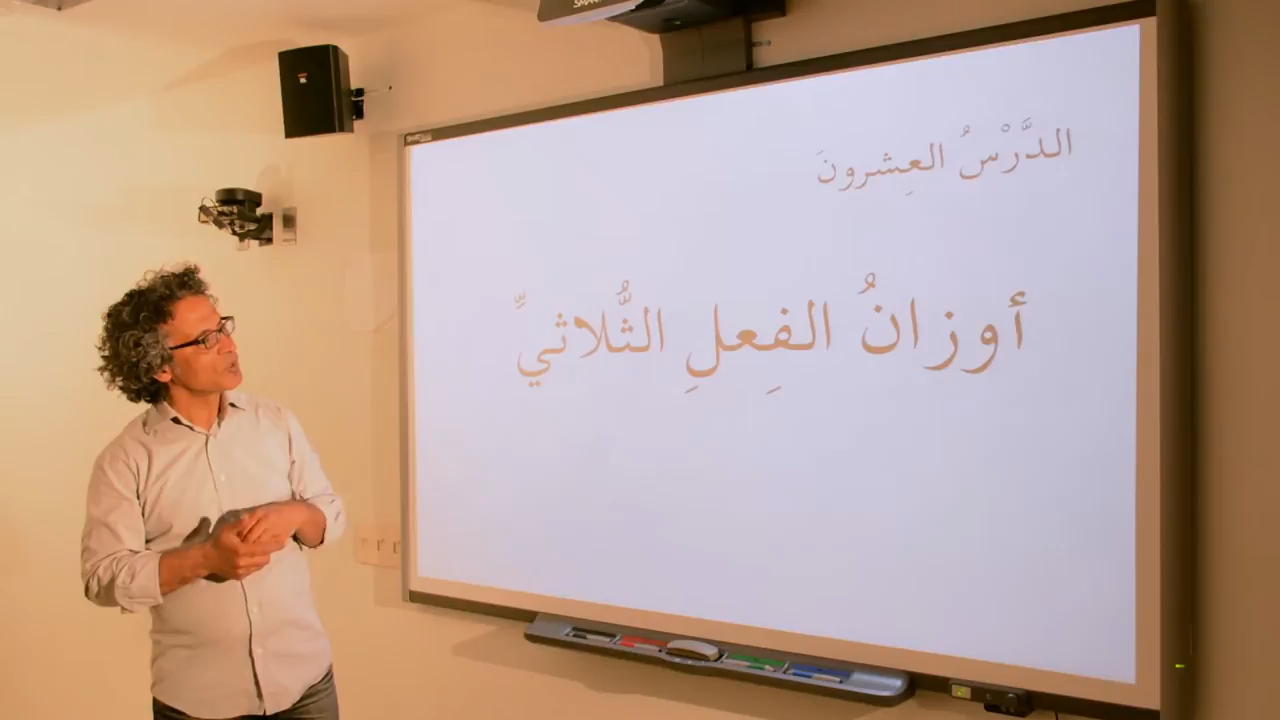 الدَّرْسُ العِشرونَ
أوزانُ الفِعلِ الثُّلاثيِّ